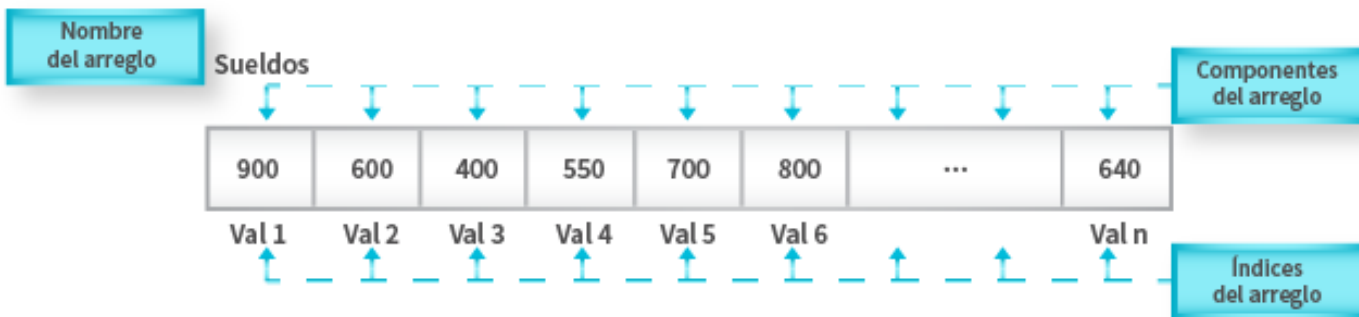 Nombre
del arreglo
Sueldos
Componentes
del arreglo
900 600 400 550 700 800 ... 640
Val 1 Val 2 Val 3 Val 4 Val 5 Val 6 Val n
Índices
del arreglo